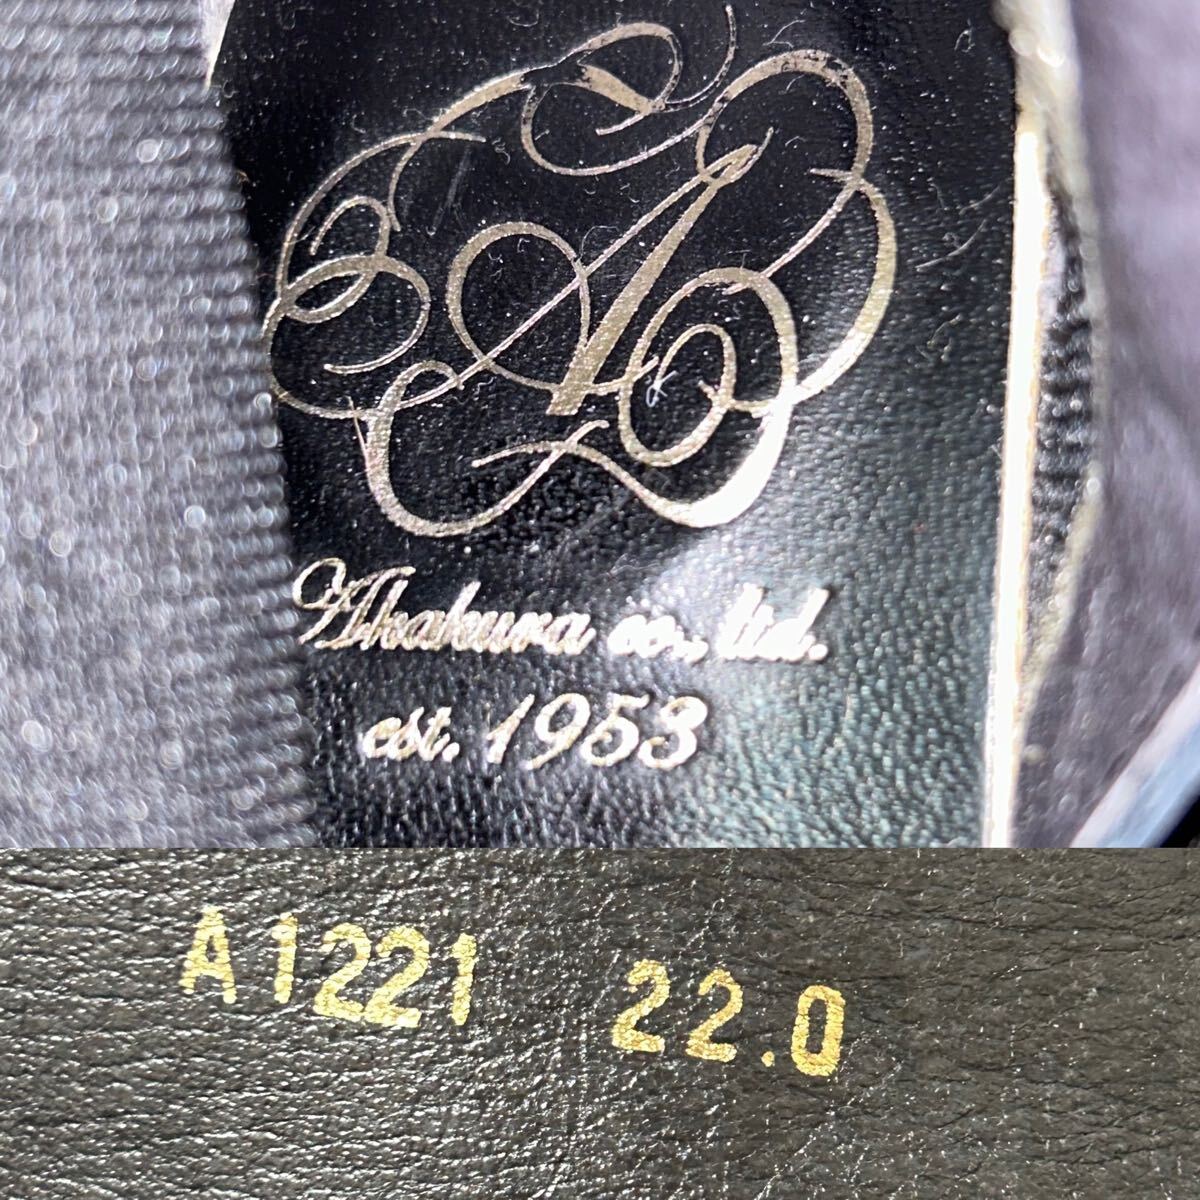 A
Akakura co., ltd.
est. 1953
A1221 22.0